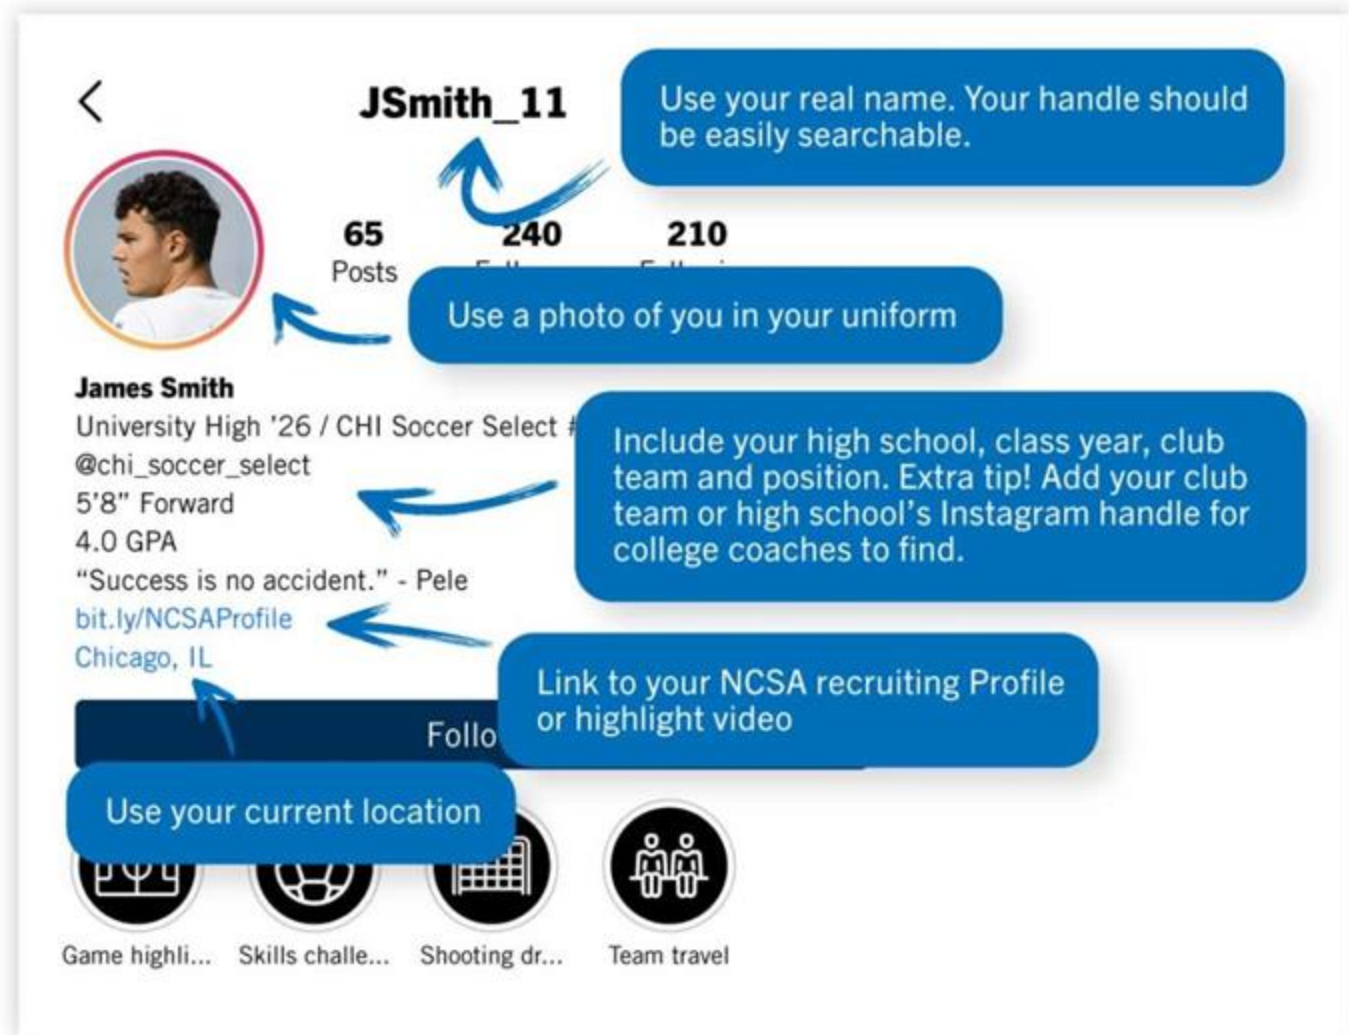 JSmith_11
Use your real name. Your handle should
be easily searchable.
65
240
210
Posts
Use a photo of you in your uniform
James Smith
University High '26 / CHI Soccer Select
@chi_soccer_select
5'8” Forward
4.0 GPA
“Success is no accident.” - Pele
bit.ly/NCSAProfile
Chicago, IL
Include your high school, class year, club
team and position. Extra tip! Add your club
team or high school's Instagram handle for
college coaches to find.
Link to your NCSA recruiting Profile
or highlight video
Follo
Use your current location
Game highli...
Skills challe...
Shooting dr...
Team travel